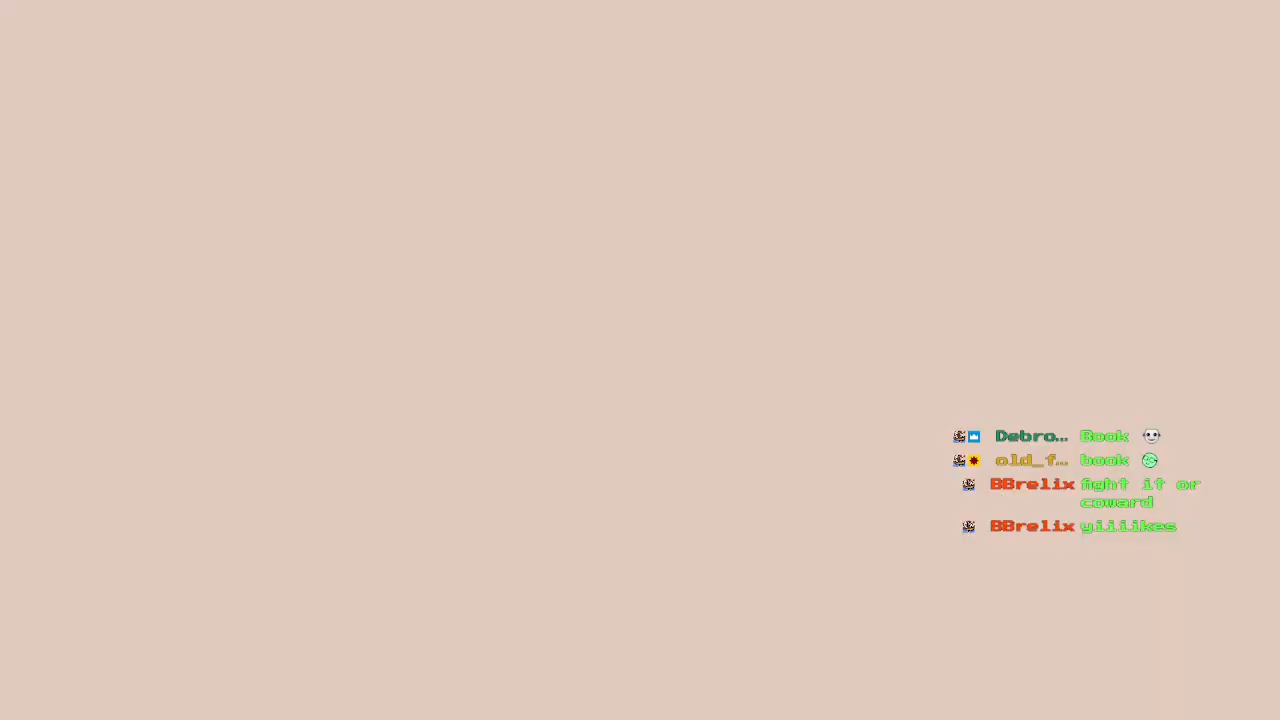 Debro... Book
old_f... book
BBrelix fight it or
coward
BBrelix yiiiikes